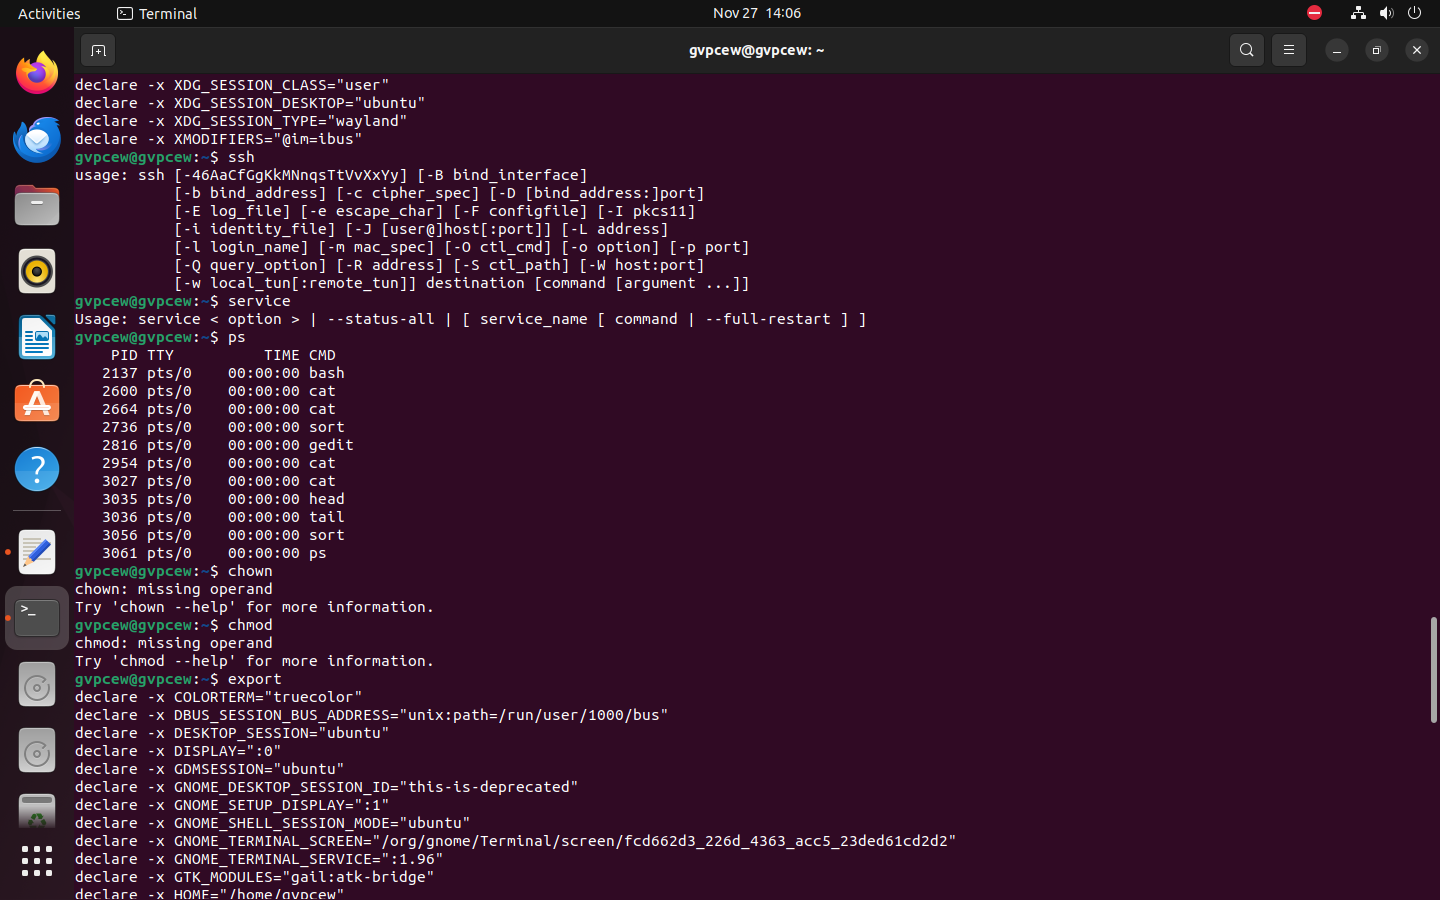 Activities Terminal Nov 27 14:06
gvpcew@gvpcew: ~
declare -x XDG_SESSION_CLASS="user"
declare -x XDG_SESSION_DESKTOP="ubuntu"
declare -x XDG_SESSION_TYPE="wayland"
declare -x XMODIFIERS="@im=ibus"
gvpcew@gvpcew:~$ ssh
usage: ssh [-46AaCfGgKkMNnqsTtVvXxYy] [-B bind_interface]
           [-b bind_address] [-c cipher_spec] [-D [bind_address:]port]
           [-E log_file] [-e escape_char] [-F configfile] [-I pkcs11]
           [-i identity_file] [-J [user@]host[:port]] [-L address]
           [-l login_name] [-m mac_spec] [-O ctl_cmd] [-o option] [-p port]
           [-Q query_option] [-R address] [-S ctl_path] [-W host:port]
           [-w local_tun[:remote_tun]] destination [command [argument ...]]
gvpcew@gvpcew:~$ service
Usage: service < option > | --status-all | [ service_name [ command | --full-restart ] ]
gvpcew@gvpcew:~$ ps
    PID TTY          TIME CMD
   2137 pts/0    00:00:00 bash
   2600 pts/0    00:00:00 cat
   2664 pts/0    00:00:00 cat
   2736 pts/0    00:00:00 sort
   2816 pts/0    00:00:00 gedit
   2954 pts/0    00:00:00 cat
   3027 pts/0    00:00:00 cat
   3035 pts/0    00:00:00 head
   3036 pts/0    00:00:00 tail
   3056 pts/0    00:00:00 sort
   3061 pts/0    00:00:00 ps
gvpcew@gvpcew:~$ chown
chown: missing operand
Try 'chown --help' for more information.
gvpcew@gvpcew:~$ chmod
chmod: missing operand
Try 'chmod --help' for more information.
gvpcew@gvpcew:~$ export
declare -x COLORTERM="truecolor"
declare -x DBUS_SESSION_BUS_ADDRESS="unix:path=/run/user/1000/bus"
declare -x DESKTOP_SESSION="ubuntu"
declare -x DISPLAY=":0"
declare -x GDMSESSION="ubuntu"
declare -x GNOME_DESKTOP_SESSION_ID="this-is-deprecated"
declare -x GNOME_SETUP_DISPLAY=":1"
declare -x GNOME_SHELL_SESSION_MODE="ubuntu"
declare -x GNOME_TERMINAL_SCREEN="/org/gnome/Terminal/screen/fcd662d3_226d_4363_acc5_23ded61cd2d2"
declare -x GNOME_TERMINAL_SERVICE=":1.96"
declare -x GTK_MODULES="gail:atk-bridge"
declare -x HOME="/home/gvpcew"